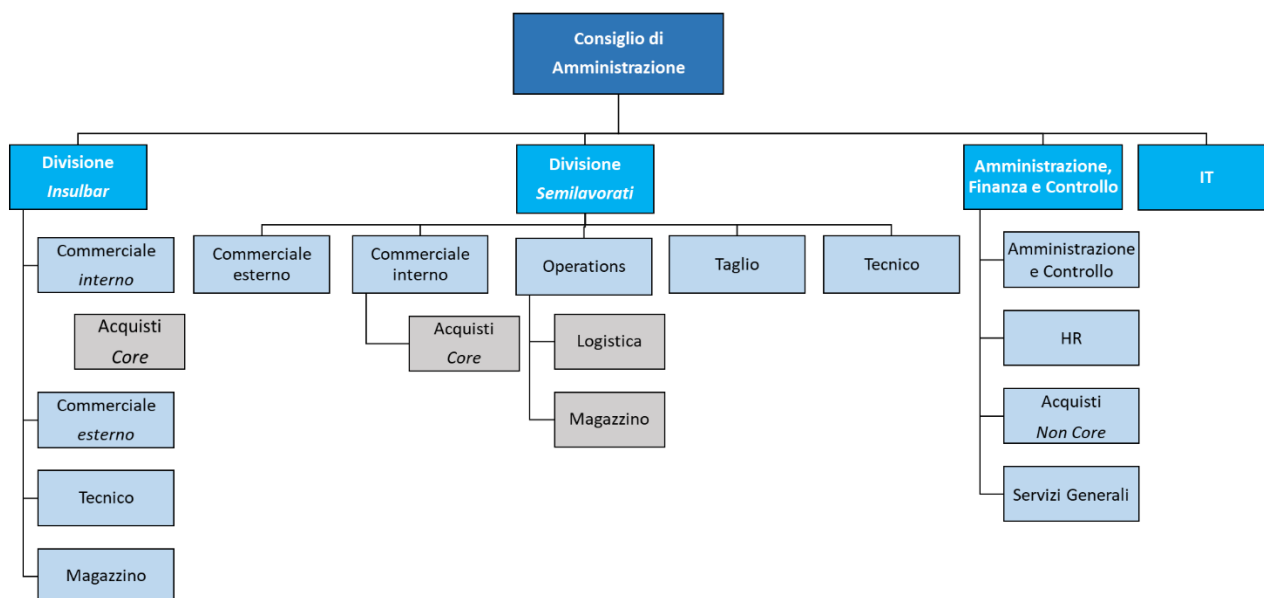 Consiglio di
Amministrazione
Divisione
Insulbar
Divisione
Semilavorati
Amministrazione,
Finanza e Controllo
IT
Commerciale
interno
Acquisti
Core
Commerciale
esterno
Tecnico
Magazzino
Commerciale
esterno
Commerciale
interno
Acquisti
Core
Operations
Logistica
Magazzino
Taglio
Tecnico
Amministrazione
e Controllo
HR
Acquisti
Non Core
Servizi Generali